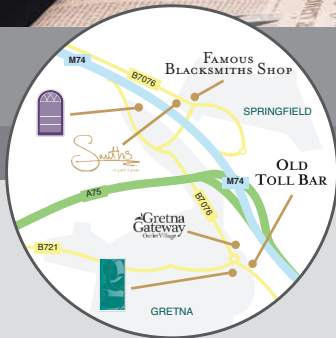 M74
B7076
FAMOUS
BLACKSMITHS SHOP
SPRINGFIELD
Smiths
OLD
TOLL BAR
M74
A75
B7076
Gretna
Gateway
Outlet Village
B721
GRETNA